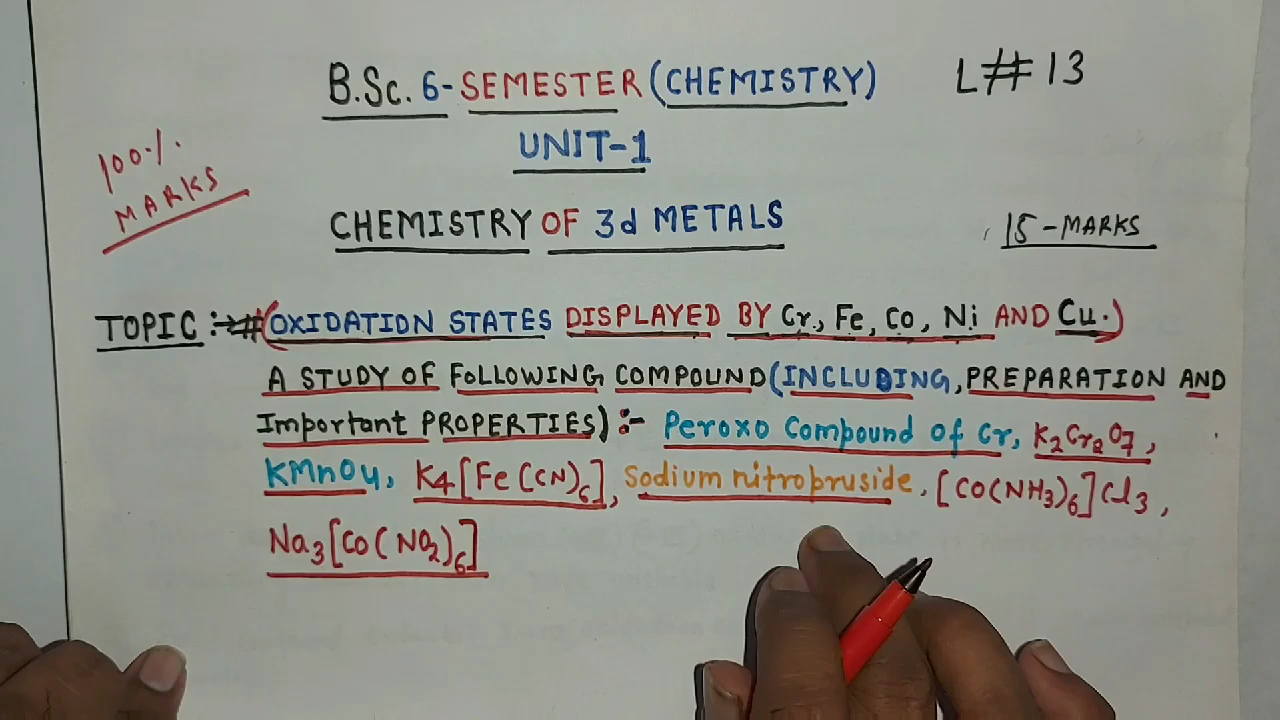 B.Sc. 6-SEMESTER (CHEMISTRY) L# 13
UNIT-1
100%
MARKS
CHEMISTRY OF 3d METALS
15-MARKS
TOPIC :-# (OXIDATION STATES DISPLAYED BY Cr, Fe, Co, Ni AND Cu.)
A STUDY OF FOLLOWING COMPOUND (INCLUDING, PREPARATION AND
Important PROPERTIES) :- Peroxo Compound of Cr, K2Cr2O7,
KMnO4, K4[Fe(CN)6], Sodium nitropruside, [CO(NH3)6]Cl3,
Na3[Co(NO2)6]